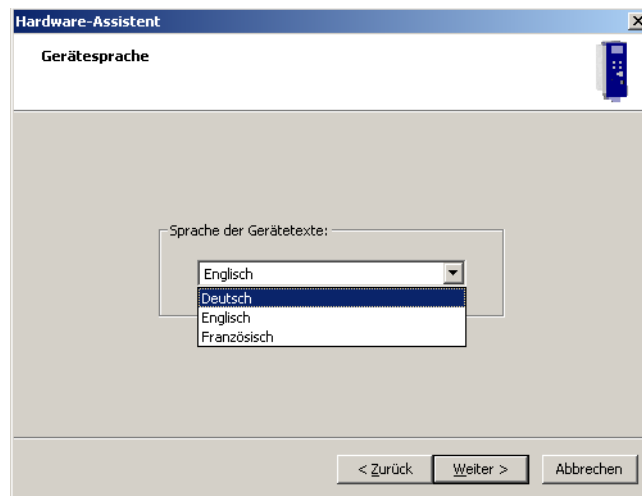 Hardware-Assistent
Gerätesprache
Sprache der Gerätetexte:
Englisch
Deutsch
Englisch
Französisch
< Zurück Weiter > Abbrechen